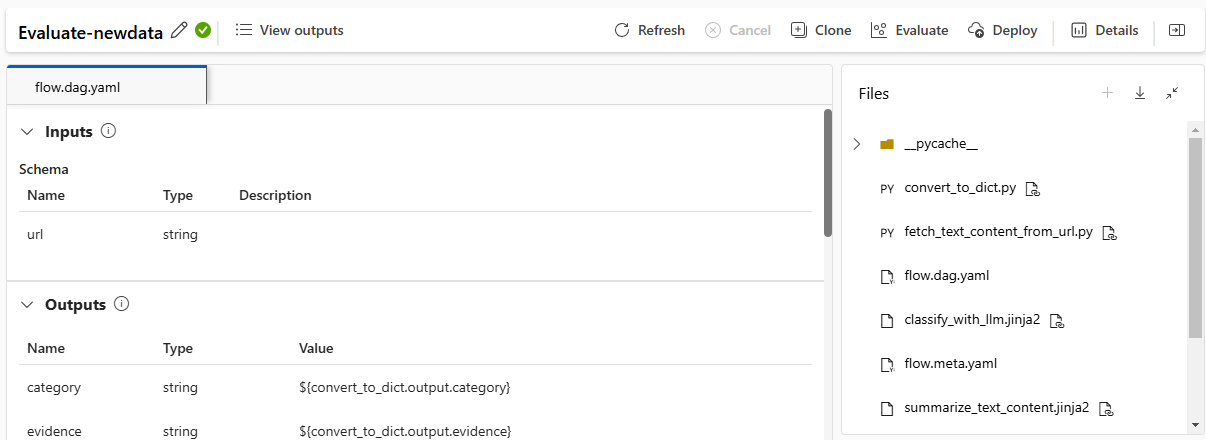 Evaluate-newdata View outputs Refresh Cancel Clone Evaluate Deploy Details
flow.dag.yaml
Inputs
Schema
Name Type Description
url string
Outputs
Name Type Value
category string ${convert_to_dict.output.category}
evidence string ${convert_to_dict.output.evidence}
Files
__pycache__
PY convert_to_dict.py
PY fetch_text_content_from_url.py
flow.dag.yaml
classify_with_llm.jinja2
flow.meta.yaml
summarize_text_content.jinja2